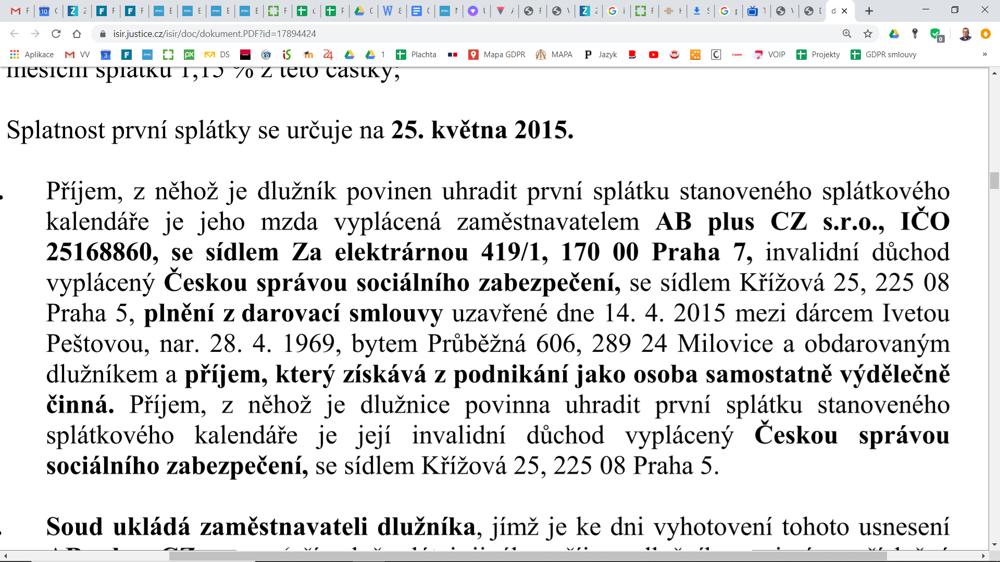 isir.justice.cz/isir/doc/dokument.PDF?id=17894424
Aplikace VV DS 1 Plachta Mapa GDPR MAPA Jazyk VOIP Projekty GDPR smlouvy »
měsíční splátku 1,15 % z této částky;
Splatnost první splátky se určuje na 25. května 2015.
Příjem, z něhož je dlužník povinen uhradit první splátku stanoveného splátkového
kalendáře je jeho mzda vyplácená zaměstnavatelem AB plus CZ s.r.o., IČO
25168860, se sídlem Za elektrárnou 419/1, 170 00 Praha 7, invalidní důchod
vyplácený Českou správou sociálního zabezpečení, se sídlem Křížová 25, 225 08
Praha 5, plnění z darovací smlouvy uzavřené dne 14. 4. 2015 mezi dárcem Ivetou
Peštovou, nar. 28. 4. 1969, bytem Průběžná 606, 289 24 Milovice a obdarovaným
dlužníkem a příjem, který získává z podnikání jako osoba samostatně výdělečně
činná. Příjem, z něhož je dlužnice povinna uhradit první splátku stanoveného
splátkového kalendáře je její invalidní důchod vyplácený Českou správou
sociálního zabezpečení, se sídlem Křížová 25, 225 08 Praha 5.
Soud ukládá zaměstnavateli dlužníka, jímž je ke dni vyhotovení tohoto usnesení